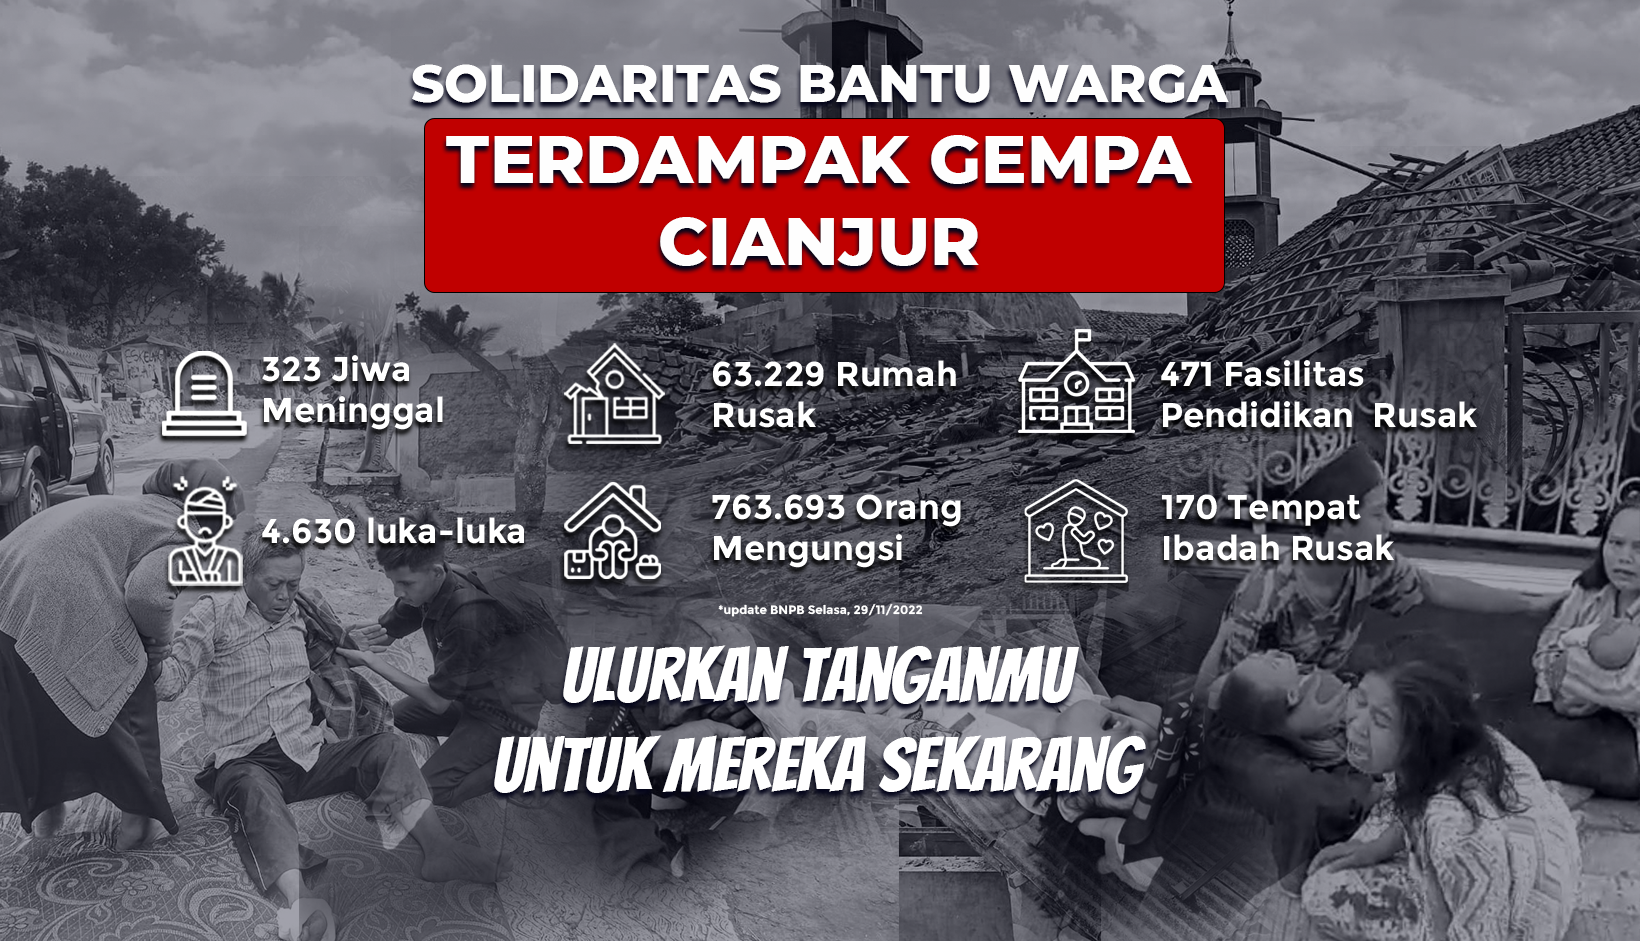 SOLIDARITAS BANTU WARGA
TERDAMPAK GEMPA
CIANJUR
323 Jiwa
Meninggal
63.229 Rumah
Rusak
471 Fasilitas
Pendidikan Rusak
4.630 luka-luka
763.693 Orang
Mengungsi
170 Tempat
Ibadah Rusak
*update BNPB Selasa, 29/11/2022
ULURKAN TANGANMU
UNTUK MEREKA SEKARANG